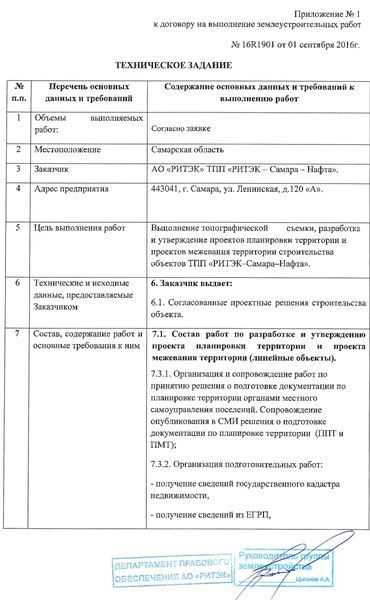 Приложение № 1
к договору на выполнение землеустроительных работ
№ 16R1901 от 01 сентября 2016г.
ТЕХНИЧЕСКОЕ ЗАДАНИЕ
№ п.п.
Перечень основных
данных и требований
Содержание основных данных и требований к
выполнению работ
1
Объемы выполняемых
работ:
Согласно заявке
2
Местоположение
Самарская область
3
Заказчик
АО «РИТЭК» ТПП «РИТЭК – Самара – Нафта».
4
Адрес предприятия
443041, г. Самара, ул. Ленинская, д.120 «А».
5
Цель выполнения работ
Выполнение топографической съемки, разработка
и утверждение проектов планировки территории и
проектов межевания территории строительства
объектов ТПП «РИТЭК–Самара–Нафта».
6
Технические и исходные
данные, предоставляемые
Заказчиком
6. Заказчик выдает:
6.1. Согласованные проектные решения строительства
объекта.
7
Состав, содержание работ и
основные требования к ним
7.1. Состав работ по разработке и утверждению
проекта планировки территории и проекта
межевания территории (линейные объекты).
7.3.1. Организация и сопровождение работ по
принятию решения о подготовке документации по
планировке территории органами местного
самоуправления поселений. Сопровождение
опубликования в СМИ решения о подготовке
документации по планировке территории (ППТ и
ПМТ);
7.3.2. Организация подготовительных работ:
- получение сведений государственного кадастра
недвижимости,
- получение сведений из ЕГРП,
ДЕПАРТАМЕНТ ПРАВОВОГО
ОБЕСПЕЧЕНИЯ АО «РИТЭК»
Руководитель группы
землеустройства
Цыганов А.А.